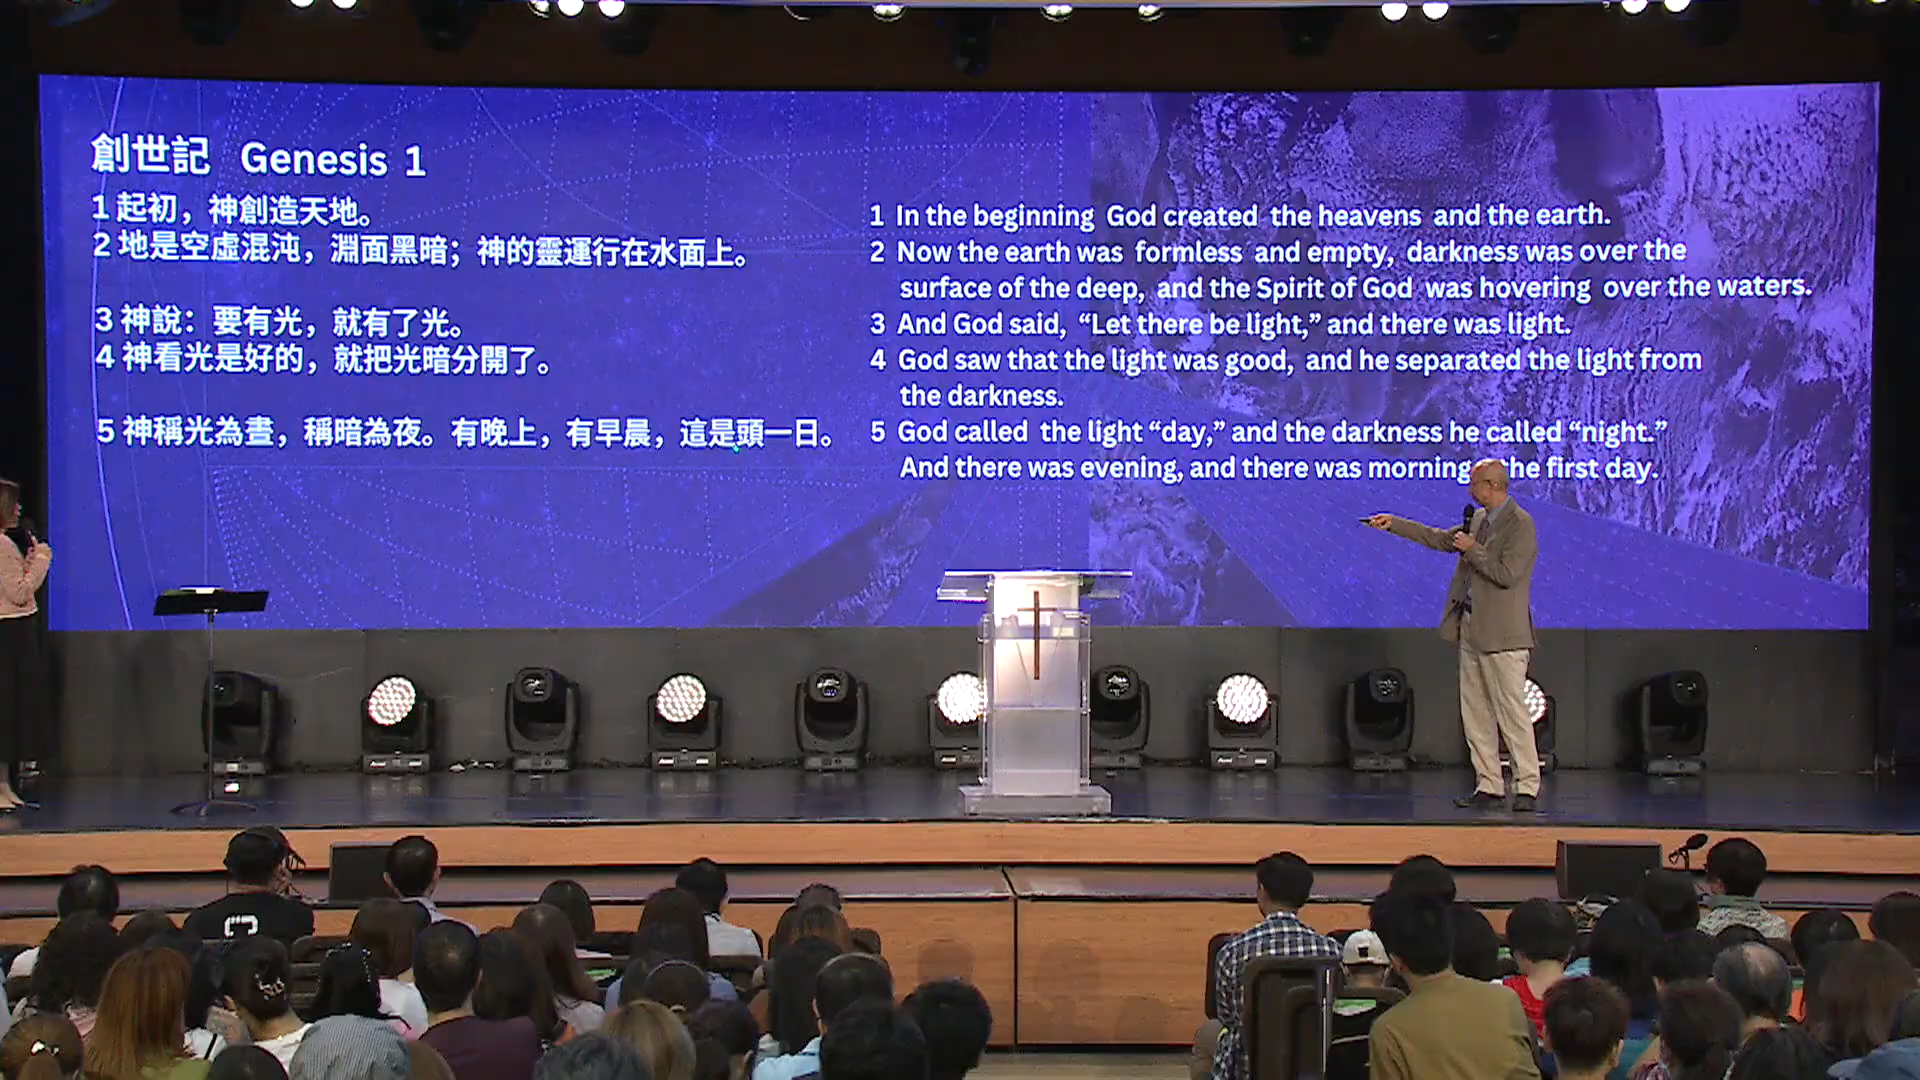 創世記 Genesis 1
1 起初，神創造天地。
2 地是空虛混沌，淵面黑暗；神的靈運行在水面上。
3 神說：要有光，就有了光。
4 神看光是好的，就把光暗分開了。
5 神稱光為晝，稱暗為夜。有晚上，有早晨，這是頭一日。
1 In the beginning God created the heavens and the earth.
2 Now the earth was formless and empty, darkness was over the
surface of the deep, and the Spirit of God was hovering over the waters.
3 And God said, “Let there be light,” and there was light.
4 God saw that the light was good, and he separated the light from
the darkness.
5 God called the light “day,” and the darkness he called “night.”
And there was evening, and there was morning the first day.